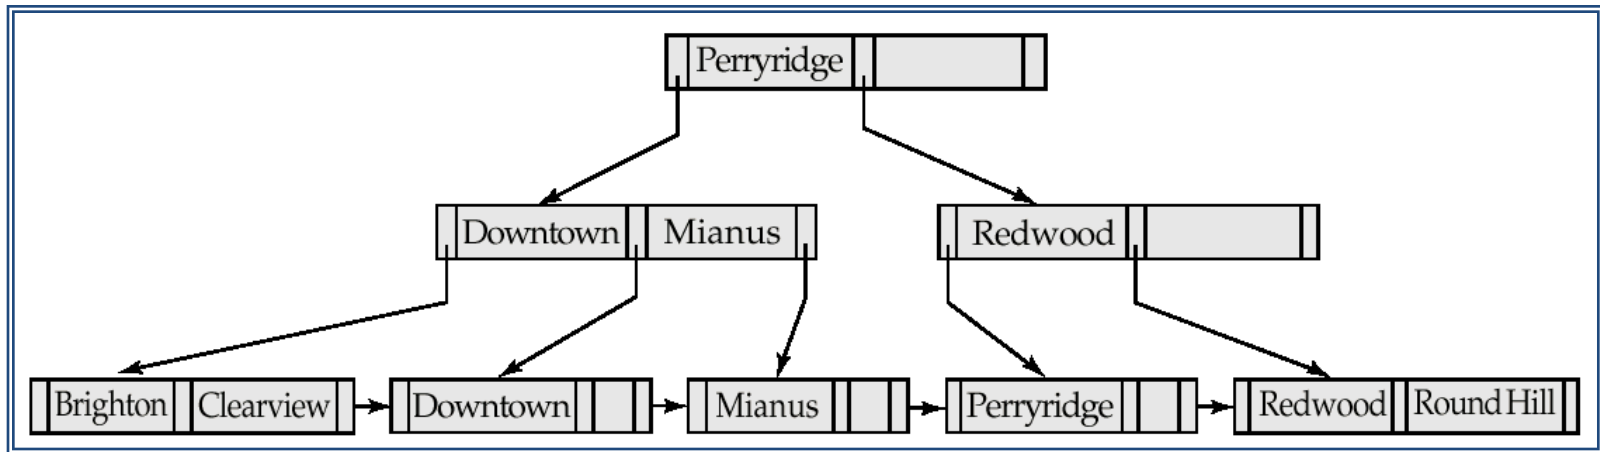 Perryridge
Downtown Mianus Redwood
Brighton Clearview Downtown Mianus Perryridge Redwood Round Hill